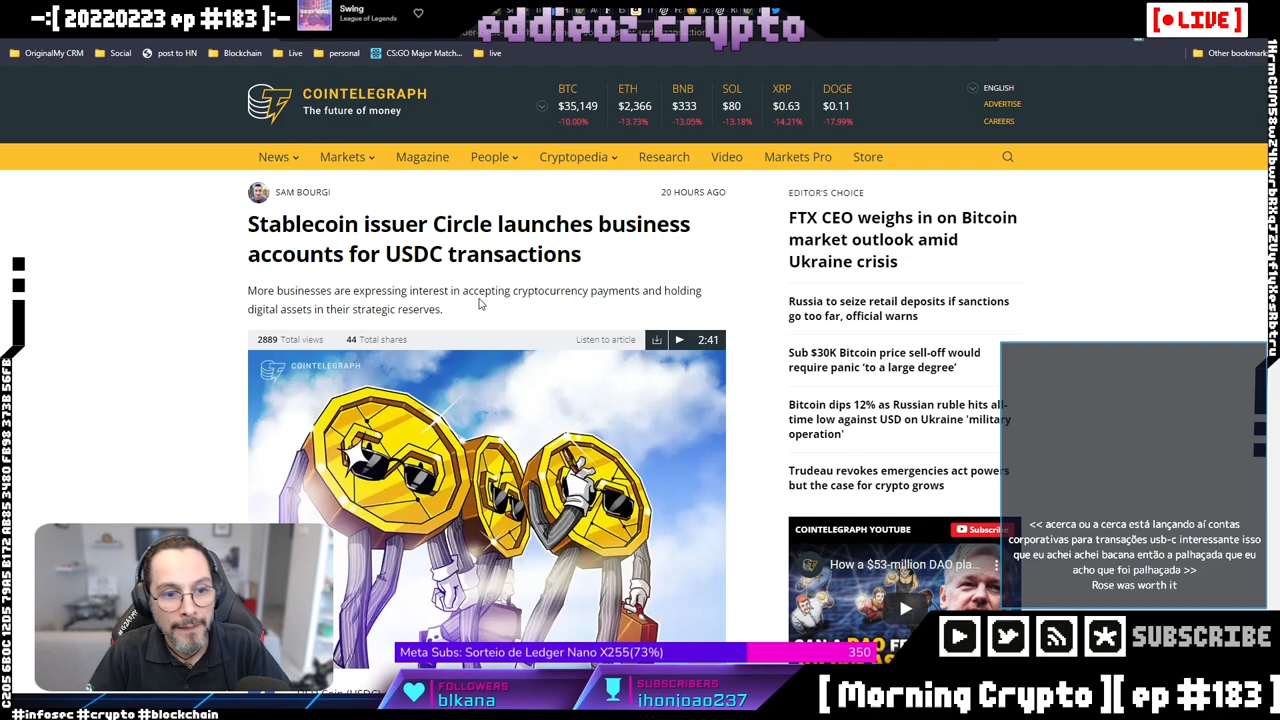 -:[ 20220223 ep #183 ]:-
Swing
League of Legends
eddieoz.crypto
[ LIVE ]
OriginalMy CRM
Social
post to HN
Blockchain
Live
personal
CS:GO Major Match...
live
Other bookmark
COINTELEGRAPH
The future of money
BTC ETH BNB SOL XRP DOGE
$35,149 $2,366 $333 $80 $0.63 $0.11
-10.00% -13.73% -13.05% -13.18% -14.21% -17.99%
ENGLISH
ADVERTISE
CAREERS
News Markets Magazine People Cryptopedia Research Video Markets Pro Store
SAM BOURGI
20 HOURS AGO
Stablecoin issuer Circle launches business
accounts for USDC transactions
More businesses are expressing interest in accepting cryptocurrency payments and holding
digital assets in their strategic reserves.
2889 Total views 44 Total shares
Listen to article 2:41
COINTELEGRAPH
EDITOR'S CHOICE
FTX CEO weighs in on Bitcoin
market outlook amid
Ukraine crisis
Russia to seize retail deposits if sanctions
go too far, official warns
Sub $30K Bitcoin price sell-off would
require panic ‘to a large degree’
Bitcoin dips 12% as Russian ruble hits all-
time low against USD on Ukraine 'military
operation'
Trudeau revokes emergencies act powers
but the case for crypto grows
COINTELEGRAPH YOUTUBE
Subscribe
How a $53-million DAO pla...
<< acerca ou a cerca está lançando aí contas
corporativas para transações usb-c interessante isso
que eu achei achei bacana então a palhaçada que eu
acho que foi palhaçada >>
Rose was worth it
SUBSCRIBE
Meta Subs: Sorteio de Ledger Nano X255(73%)
350
FOLLOWERS
blkana
SUBSCRIBERS
ihonjoao237
[ Morning Crypto ][ ep #183 ]
#infosec #crypto #blockchain